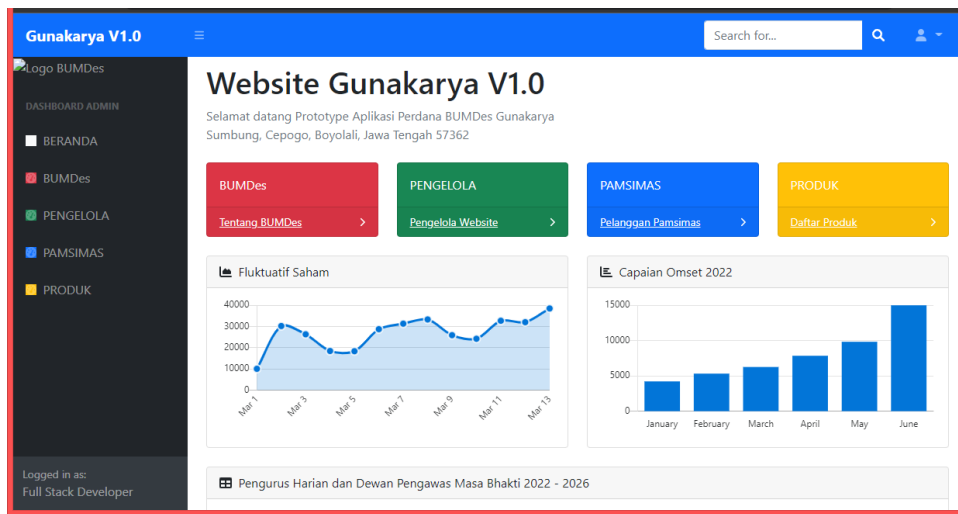 Gunakarya V1.0
Search for...
Logo BUMDes
DASHBOARD ADMIN
BERANDA
BUMDes
PENGELOLA
PAMSIMAS
PRODUK
Logged in as:
Full Stack Developer
Website Gunakarya V1.0
Selamat datang Prototype Aplikasi Perdana BUMDes Gunakarya
Sumbung, Cepogo, Boyolali, Jawa Tengah 57362
BUMDes
Tentang BUMDes
PENGELOLA
Pengelola Website
PAMSIMAS
Pelanggan Pamsimas
PRODUK
Daftar Produk
Fluktuatif Saham
40000
30000
20000
10000
0
Mar 1 Mar 3 Mar 5 Mar 7 Mar 9 Mar 11 Mar 13
Capaian Omset 2022
15000
10000
5000
0
January February March April May June
Pengurus Harian dan Dewan Pengawas Masa Bhakti 2022 - 2026